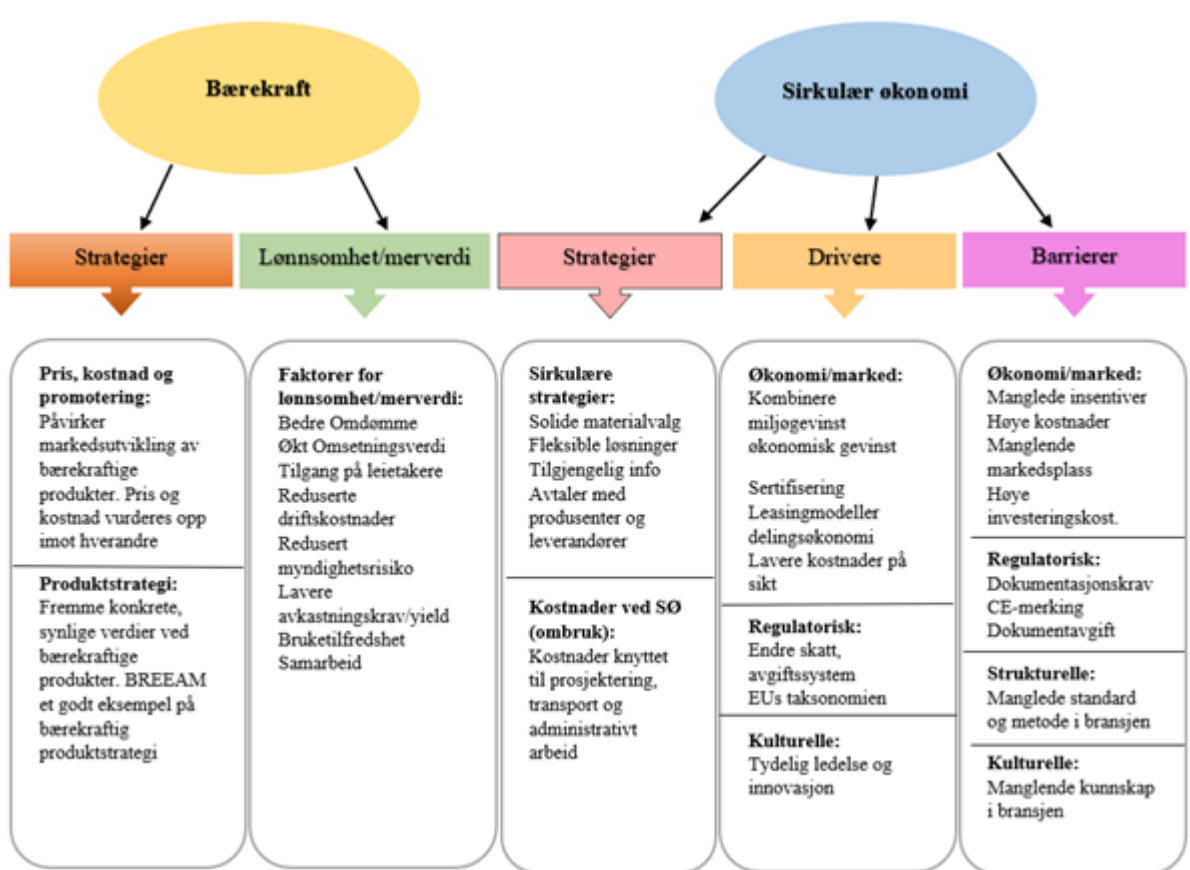 Bærekraft
Sirkulær økonomi
Strategier
Lønnsomhet/merverdi
Strategier
Drivere
Barrierer
Pris, kostnad og
promotering:
Påvirker
markedsutvikling av
bærekraftige
produkter. Pris og
kostnad vurderes opp
imot hverandre
Produktstrategi:
Fremme konkrete,
synlige verdier ved
bærekraftige
produkter. BREEAM
et godt eksempel på
bærekraftig
produktstrategi
Faktorer for
lønnsomhet/merverdi:
Bedre Omdømme
Økt Omsetningsverdi
Tilgang på leietakere
Reduserte
driftskostnader
Redusert
myndighetsrisiko
Lavere
avkastningskrav/yield
Bruketilfredshet
Samarbeid
Sirkulære
strategier:
Solide materialvalg
Fleksible løsninger
Tilgjengelig info
Avtaler med
produsenter og
leverandører
Kostnader ved SØ
(ombruk):
Kostnader knyttet
til prosjektering,
transport og
administrativt
arbeid
Økonomi/marked:
Kombinere
miljøgevinst
økonomisk gevinst
Sertifisering
Leasingmodeller
delingsøkonomi
Lavere kostnader på
sikt
Regulatorisk:
Endre skatt,
avgiftssystem
EUs taksonomien
Kulturelle:
Tydelig ledelse og
innovasjon
Økonomi/marked:
Manglede insentiver
Høye kostnader
Manglende
markedsplass
Høye
investeringskost.
Regulatorisk:
Dokumentasjonskrav
CE-merking
Dokumentavgift
Strukturelle:
Manglede standard
og metode i bransjen
Kulturelle:
Manglende kunnskap
i bransjen